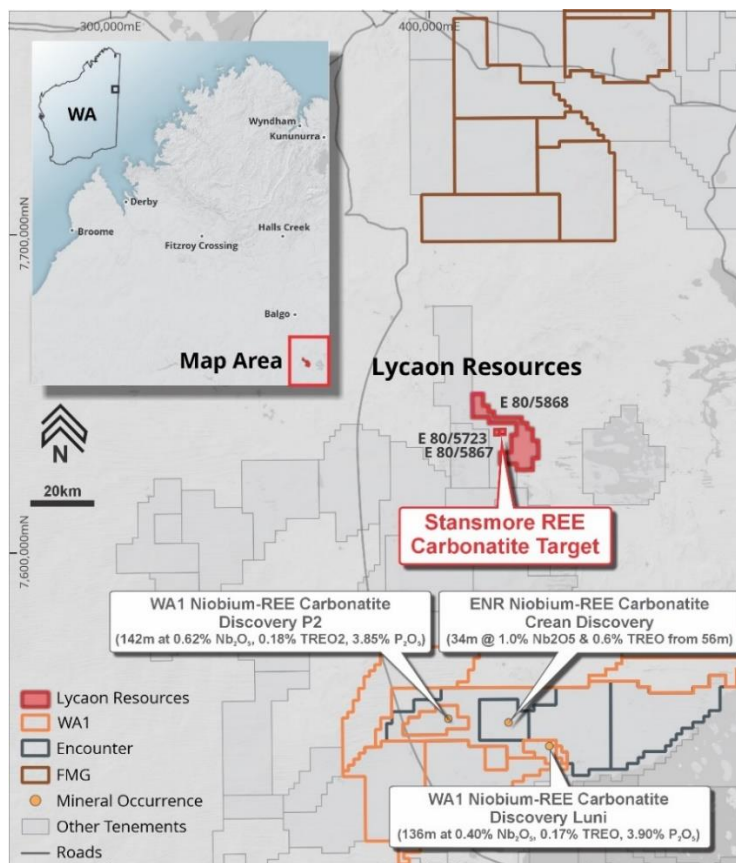 300,000mE
400,000mE
WA
Wyndham
Kununurra
Derby
Broome
Fitzroy Crossing
Halls Creek
Balgo
Map Area
7,700,000mN
Lycaon Resources
E 80/5868
E 80/5723
E 80/5867
N
20km
Stansmore REE
Carbonatite Target
7,600,000mN
WA1 Niobium-REE Carbonatite
Discovery P2
(142m at 0.62% Nb₂O₅, 0.18% TREO2, 3.85% P₂O₅)
ENR Niobium-REE Carbonatite
Crean Discovery
(34m @ 1.0% Nb2O5 & 0.6% TREO from 56m)
Lycaon Resources
WA1
Encounter
FMG
Mineral Occurrence
Other Tenements
Roads
WA1 Niobium-REE Carbonatite
Discovery Luni
(136m at 0.40% Nb₂O₅, 0.17% TREO, 3.90% P₂O₅)